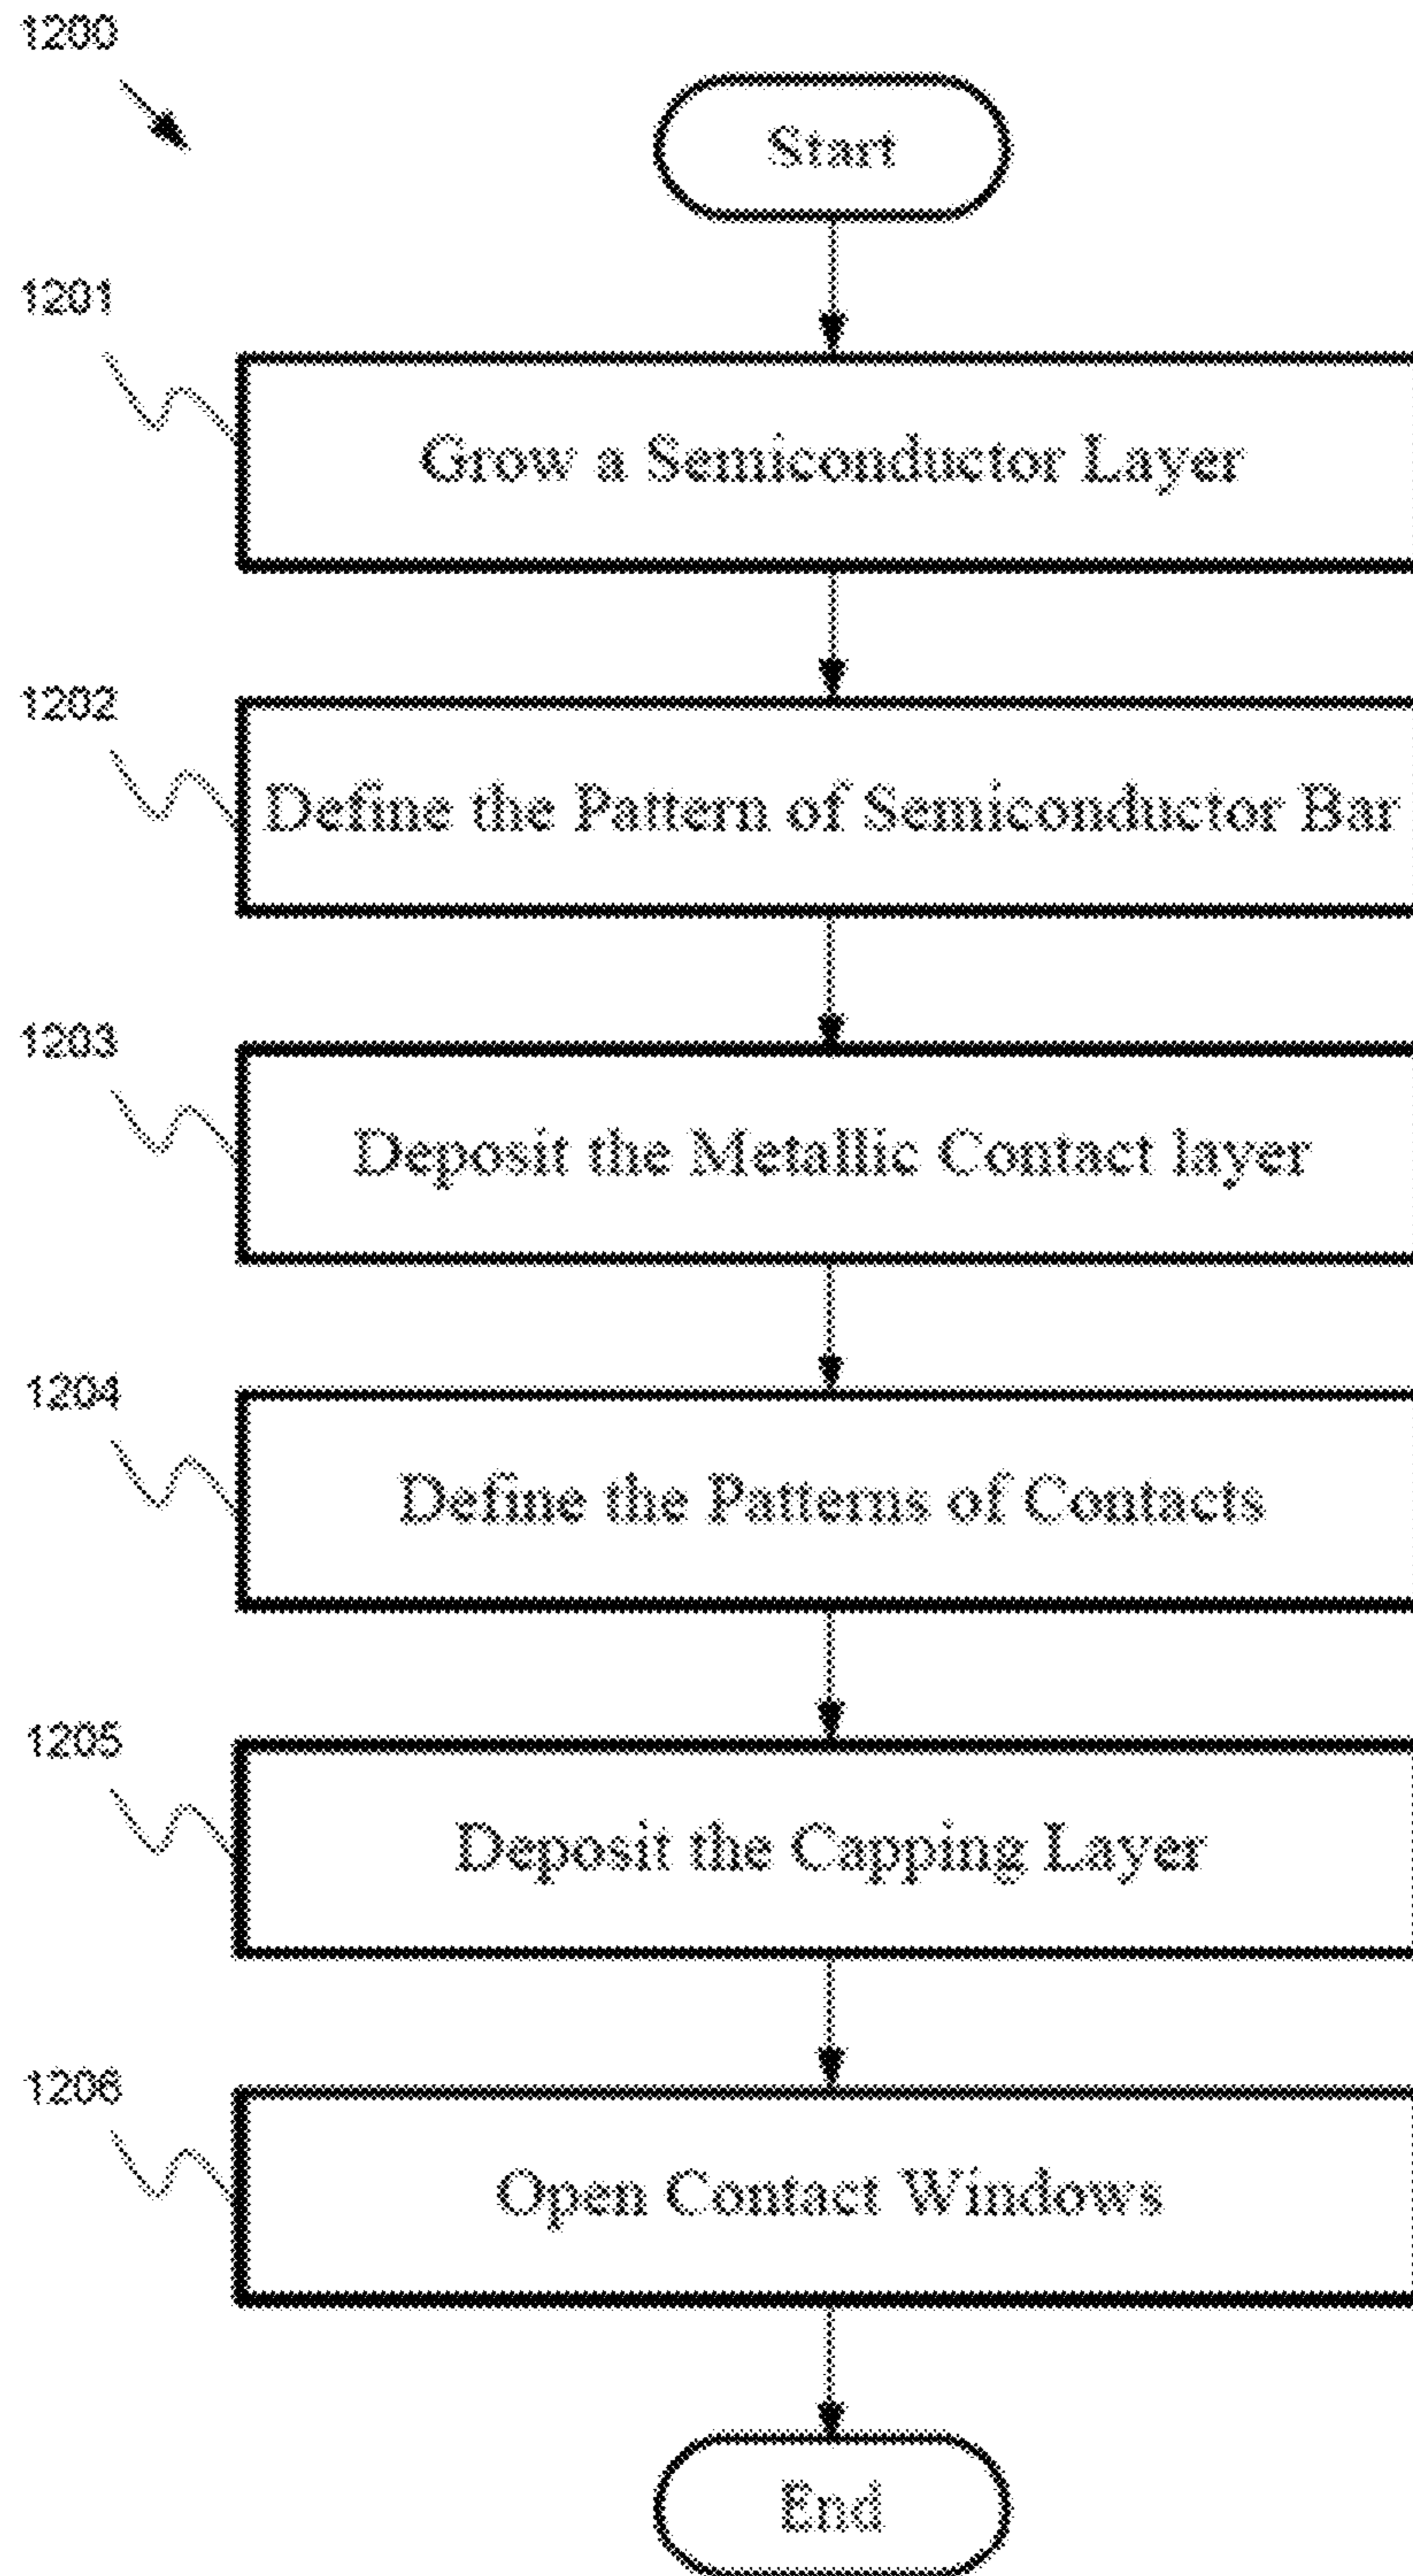 1200
Start
1201
Grow a Semiconductor Layer
1202
Define the Pattern of Semiconductor Bar
1203
Deposit the Metallic Contact layer
1204
Define the Patterns of Contacts
1205
Deposit the Capping Layer
1206
Open Contact Windows
End